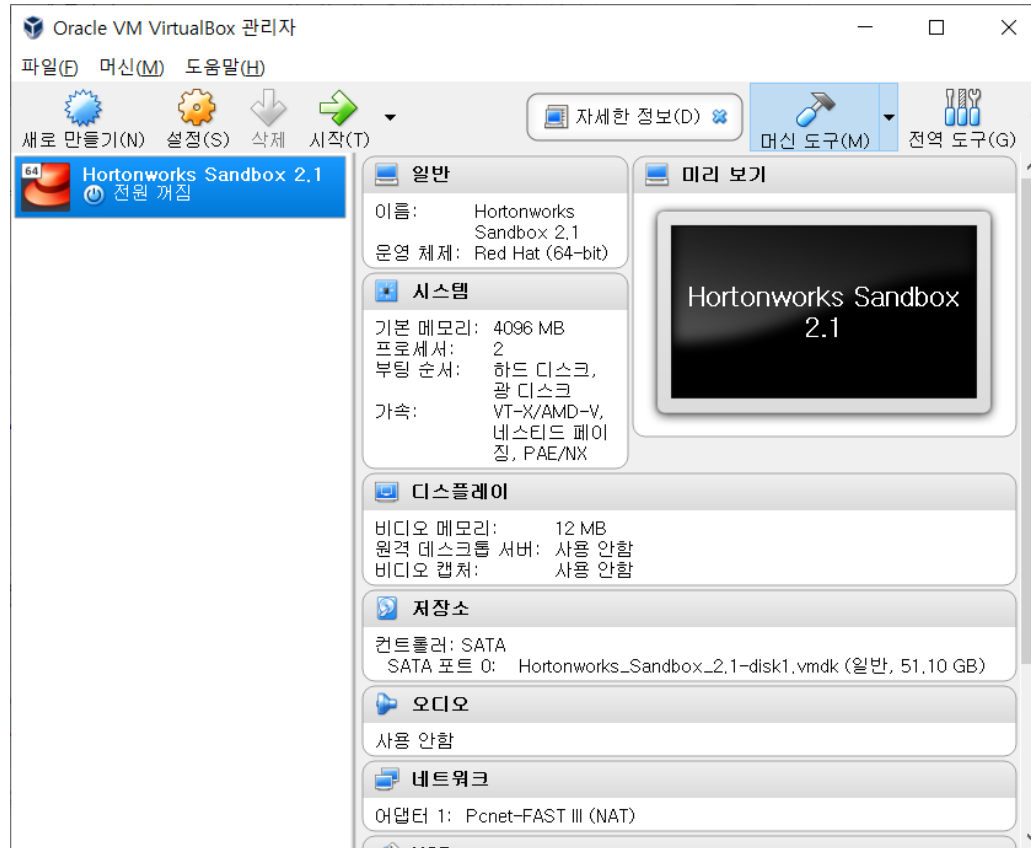 Oracle VM VirtualBox 관리자
파일(F) 머신(M) 도움말(H)
새로 만들기(N) 설정(S) 삭제 시작(T) 자세한 정보(D) 머신 도구(M) 전역 도구(G)
64
Hortonworks Sandbox 2.1
전원 꺼짐
일반
이름: Hortonworks
Sandbox 2.1
운영 체제: Red Hat (64-bit)
미리 보기
Hortonworks Sandbox
2.1
시스템
기본 메모리: 4096 MB
프로세서: 2
부팅 순서: 하드 디스크,
광 디스크
가속: VT-X/AMD-V,
네스티드 페이
징, PAE/NX
디스플레이
비디오 메모리: 12 MB
원격 데스크톱 서버: 사용 안함
비디오 캡처: 사용 안함
저장소
컨트롤러: SATA
SATA 포트 0: Hortonworks_Sandbox_2.1-disk1.vmdk (일반, 51.10 GB)
오디오
사용 안함
네트워크
어댑터 1: Pcnet-FAST III (NAT)